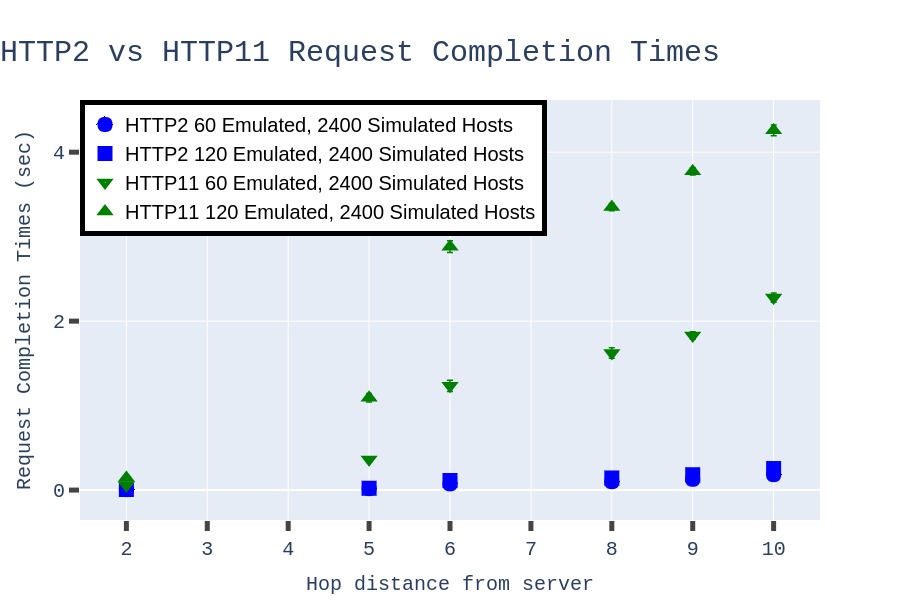 HTTP2 vs HTTP11 Request Completion Times
HTTP2 60 Emulated, 2400 Simulated Hosts
HTTP2 120 Emulated, 2400 Simulated Hosts
HTTP11 60 Emulated, 2400 Simulated Hosts
HTTP11 120 Emulated, 2400 Simulated Hosts
Request Completion Times (sec)
4
2
0
2 3 4 5 6 7 8 9 10
Hop distance from server